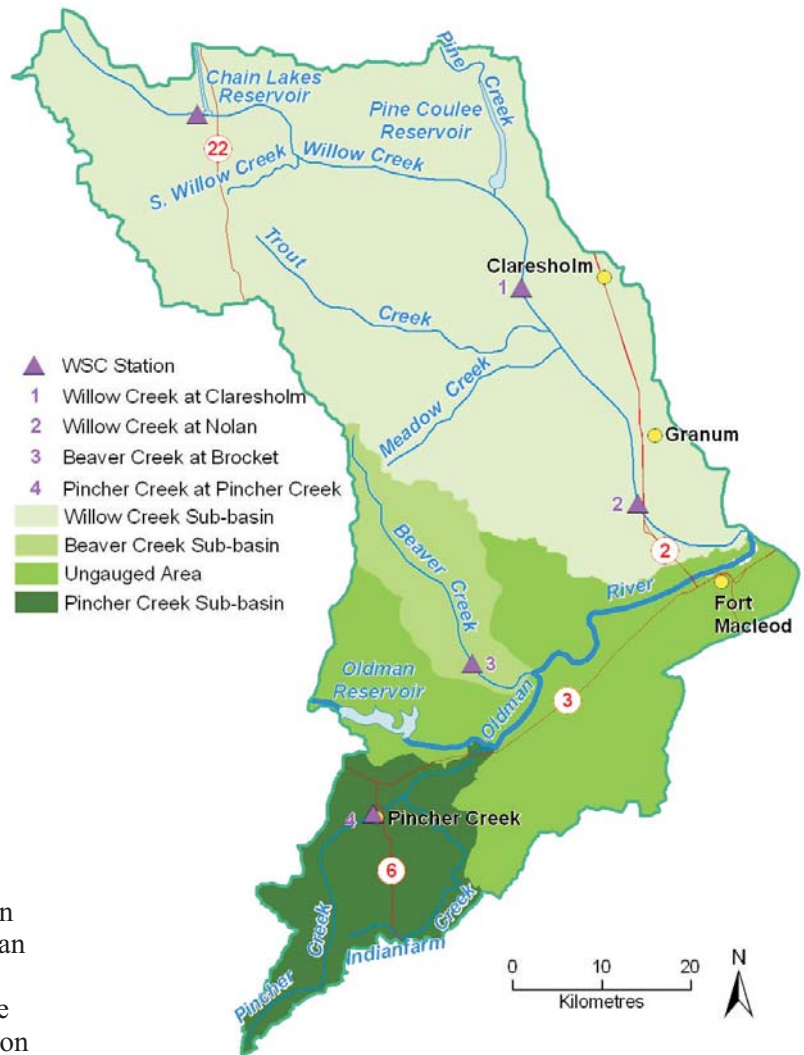 Chain Lakes
Reservoir
Pine
Creek
Pine Coulee
Reservoir
22
S. Willow Creek
Willow Creek
Trout
Creek
Claresholm
1
Meadow Creek
WSC Station
1 Willow Creek at Claresholm
2 Willow Creek at Nolan
3 Beaver Creek at Brocket
4 Pincher Creek at Pincher Creek
Willow Creek Sub-basin
Beaver Creek Sub-basin
Ungauged Area
Pincher Creek Sub-basin
Granum
2
2
Beaver
Creek
River
Fort
Macleod
3
Oldman
Reservoir
Oldman
3
4
Pincher Creek
6
Creek
Indianfarm
Creek
Pincher
0 10 20
Kilometres
N
n
an
e
on